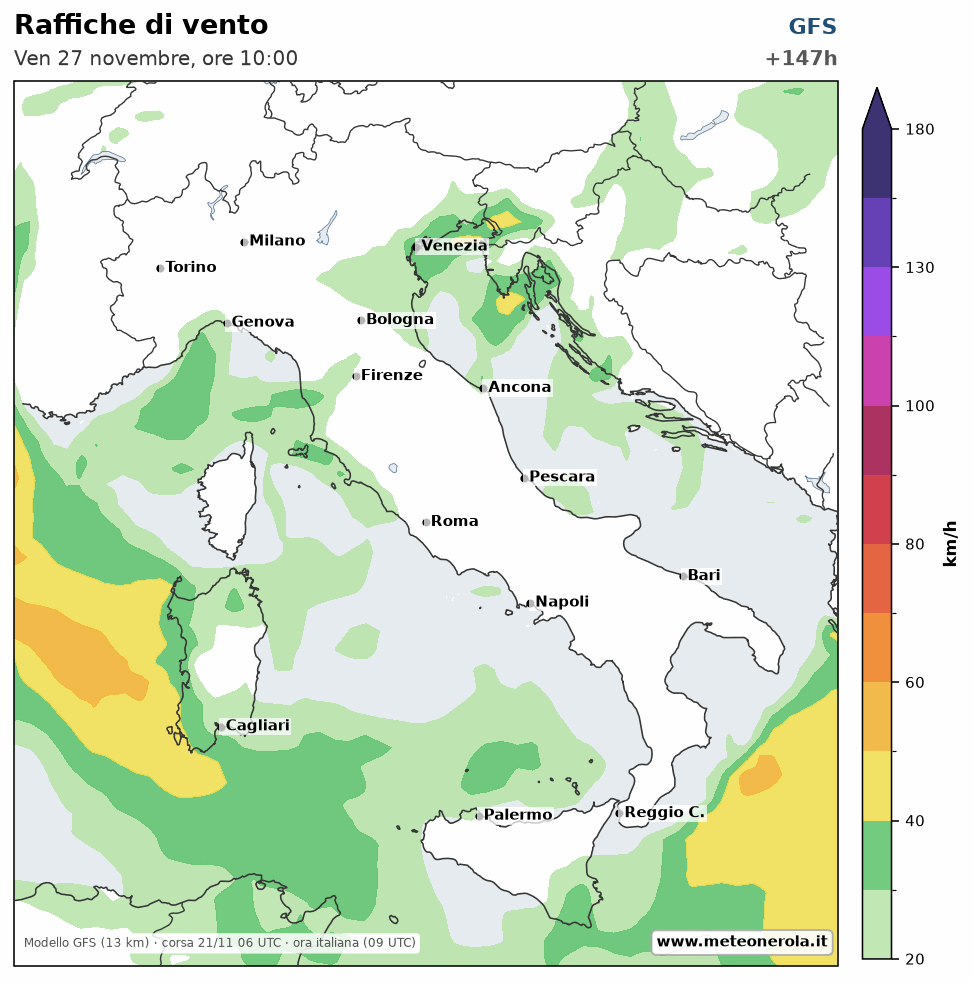 Raffiche di vento
GFS
Ven 27 novembre, ore 10:00
+147h
180
130
100
80
60
40
20
km/h
Milano
Venezia
Torino
Genova
Bologna
Firenze
Ancona
Pescara
Roma
Bari
Napoli
Cagliari
Palermo
Reggio C.
Modello GFS (13 km) · corsa 21/11 06 UTC · ora italiana (09 UTC)
www.meteonerola.it